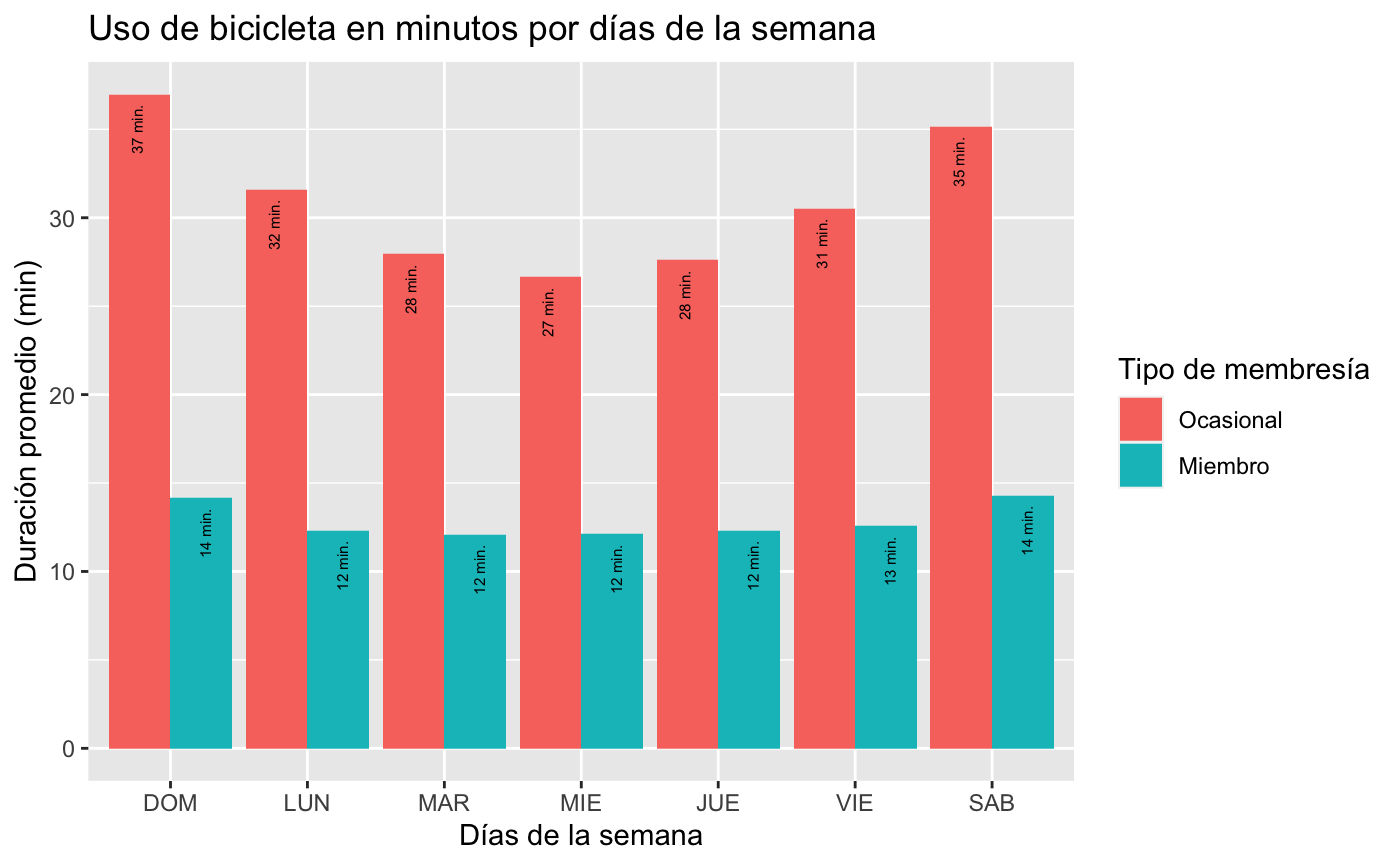 Uso de bicicleta en minutos por días de la semana
Duración promedio (min)
30
20
10
0
37 min.
14 min.
32 min.
12 min.
28 min.
12 min.
27 min.
12 min.
28 min.
12 min.
31 min.
13 min.
35 min.
14 min.
DOM LUN MAR MIE JUE VIE SAB
Días de la semana
Tipo de membresía
Ocasional
Miembro